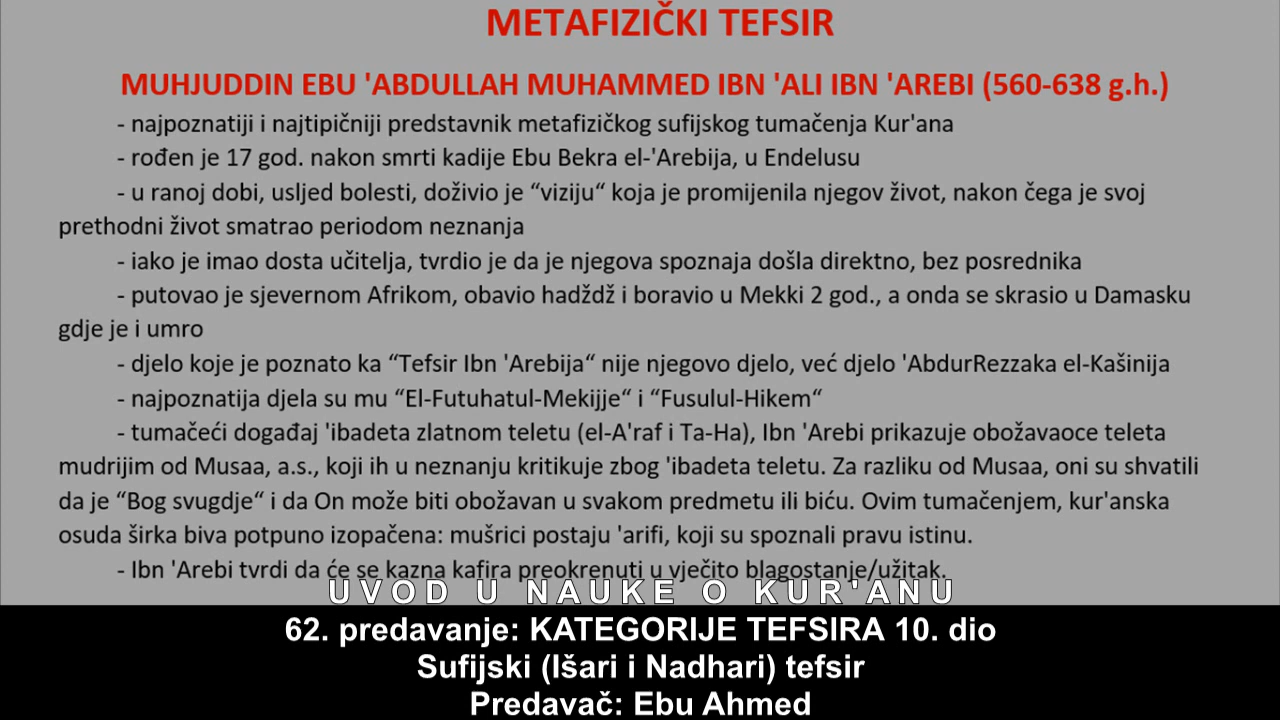 METAFIZIČKI TEFSIR
MUHJUDDIN EBU 'ABDULLAH MUHAMMED IBN 'ALI IBN 'AREBI (560-638 g.h.)
- najpoznatiji i najtipičniji predstavnik metafizičkog sufijskog tumačenja Kur'ana
- rođen je 17 god. nakon smrti kadije Ebu Bekra el-'Arebija, u Endelusu
- u ranoj dobi, usljed bolesti, doživio je “viziju“ koja je promijenila njegov život, nakon čega je svoj
prethodni život smatrao periodom neznanja
- iako je imao dosta učitelja, tvrdio je da je njegova spoznaja došla direktno, bez posrednika
- putovao je sjevernom Afrikom, obavio hadždž i boravio u Mekki 2 god., a onda se skrasio u Damasku
gdje je i umro
- djelo koje je poznato ka “Tefsir Ibn 'Arebija“ nije njegovo djelo, već djelo 'AbdurRezzaka el-Kašinija
- najpoznatija djela su mu “El-Futuhatul-Mekijje“ i “Fusulul-Hikem“
- tumačeći događaj 'ibadeta zlatnom teletu (el-A'raf i Ta-Ha), Ibn 'Arebi prikazuje obožavaoce teleta
mudrijim od Musaa, a.s., koji ih u neznanju kritikuje zbog 'ibadeta teletu. Za razliku od Musaa, oni su shvatili
da je “Bog svugdje“ i da On može biti obožavan u svakom predmetu ili biću. Ovim tumačenjem, kur'anska
osuda širka biva potpuno izopačena: mušrici postaju 'arifi, koji su spoznali pravu istinu.
- Ibn 'Arebi tvrdi da će se kazna kafira preokrenuti u vječito blagostanje/užitak.
UVOD U NAUKE O KUR'ANU
62. predavanje: KATEGORIJE TEFSIRA 10. dio
Sufijski (Išari i Nadhari) tefsir
Predavač: Ebu Ahmed